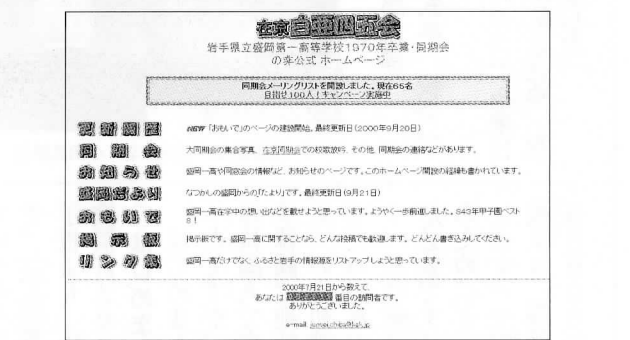 在京白亜四五会
岩手県立盛岡第一高等学校1970年卒業・同期会
の非公式 ホームページ
同期会メーリングリストを開設しました。現在66名
目指せ100人!キャンペーン実施中
更新履歴 NEW 「おもいで」のページの建設開始。最終更新日(2000年9月20日)
同期会 大同期会の集合写真、在京同期会での校歌放吟、その他、同期会の連絡などがあります。
お知らせ 盛岡一高や同窓会の情報など、お知らせのページです。このホームページ開設の経緯も書かれています。
盛岡だより なつかしの盛岡からの「たより」です。最終更新日(9月21日)
おもいで 盛岡一高在学中の想い出などを載せようと思っています。ようやく一歩前進しました。S43年甲子園ベスト
8!
掲示板 掲示板です。盛岡一高に関することなら、どんな投稿でも歓迎します。どんどん書き込みしてください。
リンク集 盛岡一高だけでなく、ふるさと岩手の情報源をリストアップしようと思っています。
2000年7月21日から数えて、
あなたは 番目の訪問者です。
ありがとうございました。
e-mail